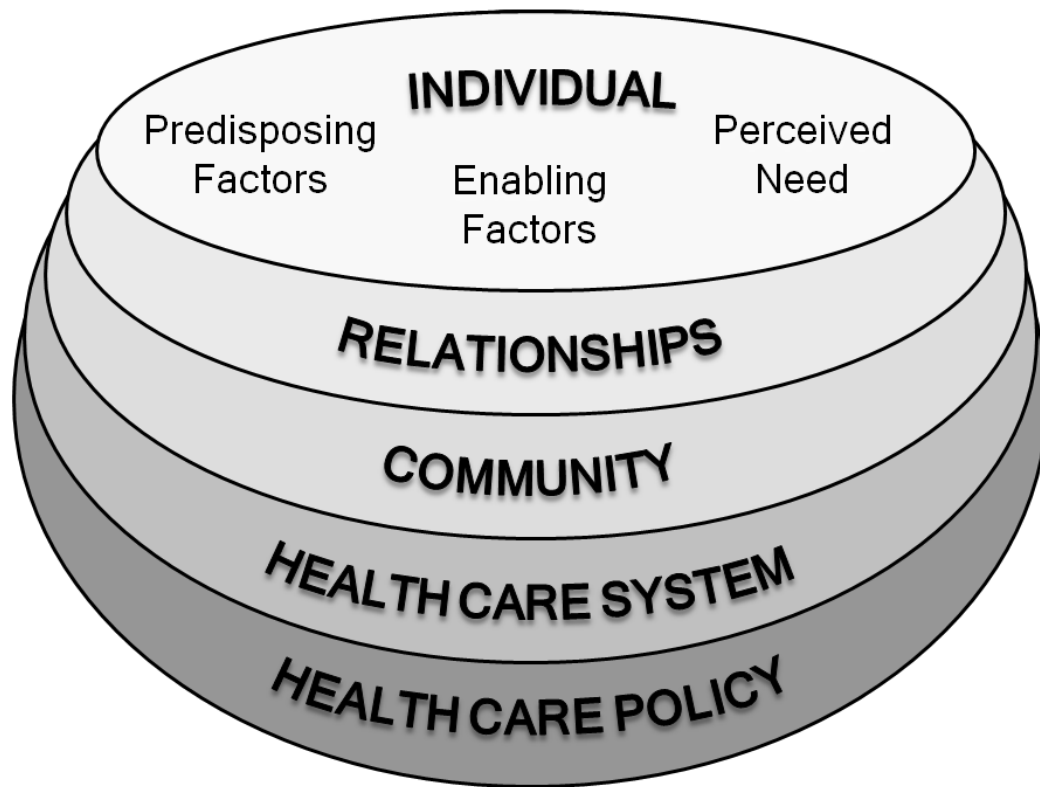 INDIVIDUAL
Predisposing
Factors
Enabling
Factors
Perceived
Need
RELATIONSHIPS
COMMUNITY
HEALTH CARE SYSTEM
HEALTH CARE POLICY